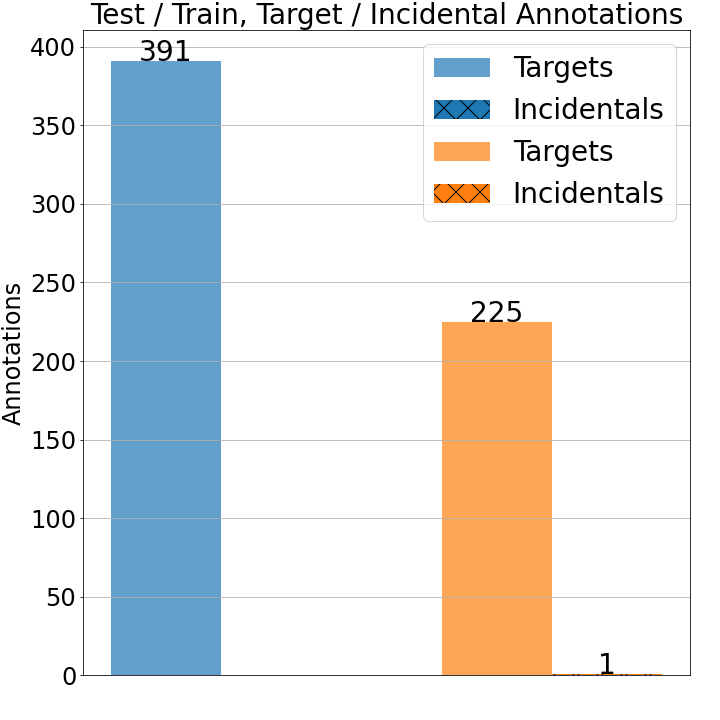 Test / Train, Target / Incidental Annotations
Annotations
400
350
300
250
200
150
100
50
0
391
225
1
Targets
Incidentals
Targets
Incidentals